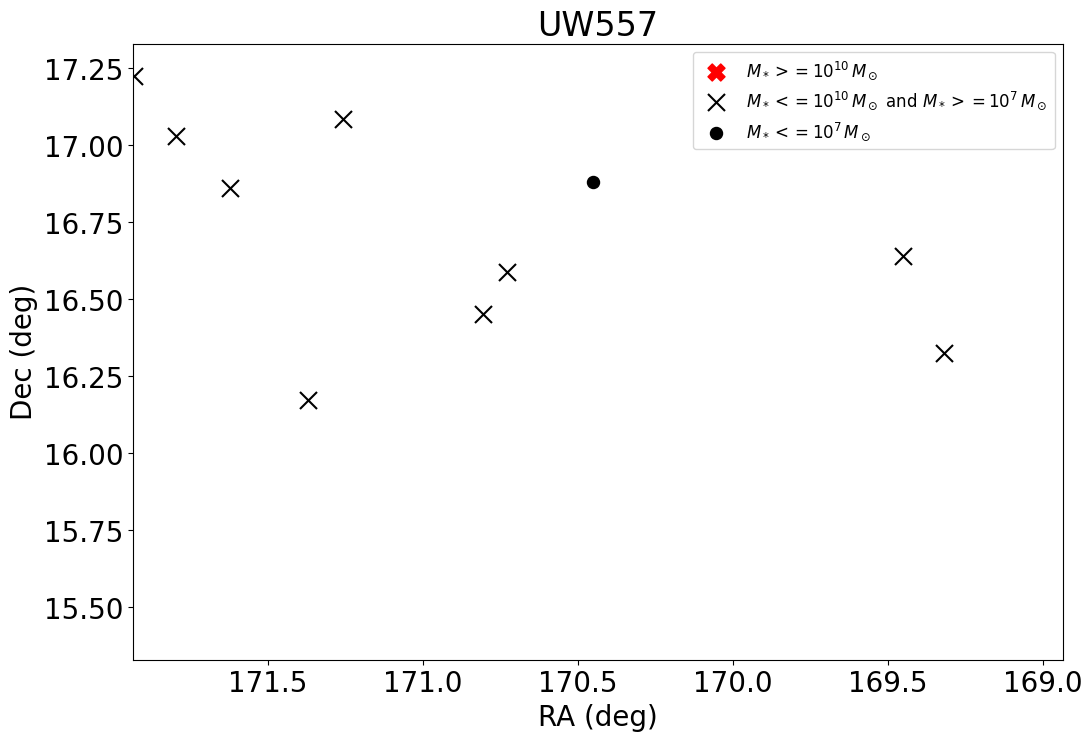 UW557
M* >= 10^10 M⊙
M* <= 10^10 M⊙ and M* >= 10^7 M⊙
M* <= 10^7 M⊙
17.25
17.00
16.75
16.50
16.25
16.00
15.75
15.50
Dec (deg)
171.5 171.0 170.5 170.0 169.5 169.0
RA (deg)